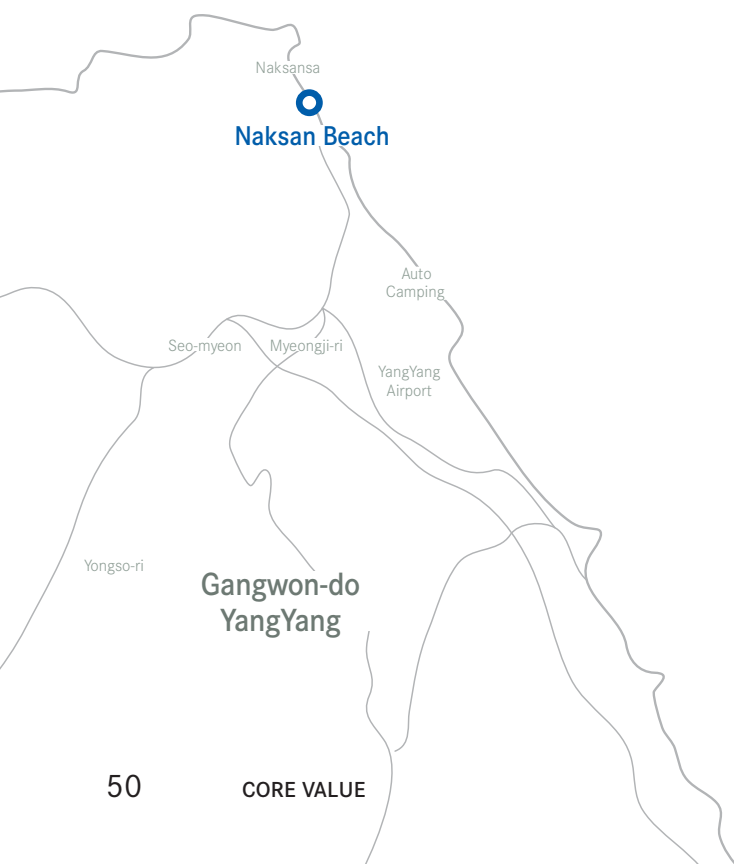 Naksansa
Naksan Beach
Auto
Camping
Seo-myeon
Myeongji-ri
YangYang
Airport
Yongso-ri
Gangwon-do
YangYang
50
CORE VALUE